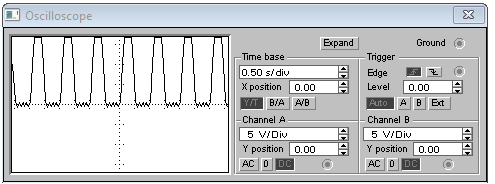 Oscilloscope
Expand Ground
Time base Trigger
0.50 s/div Edge
X position 0.00 Level 0.00
Y/T B/A A/B Auto A B Ext
Channel A Channel B
5 V/Div 5 V/Div
Y position 0.00 Y position 0.00
AC 0 DC AC 0 DC